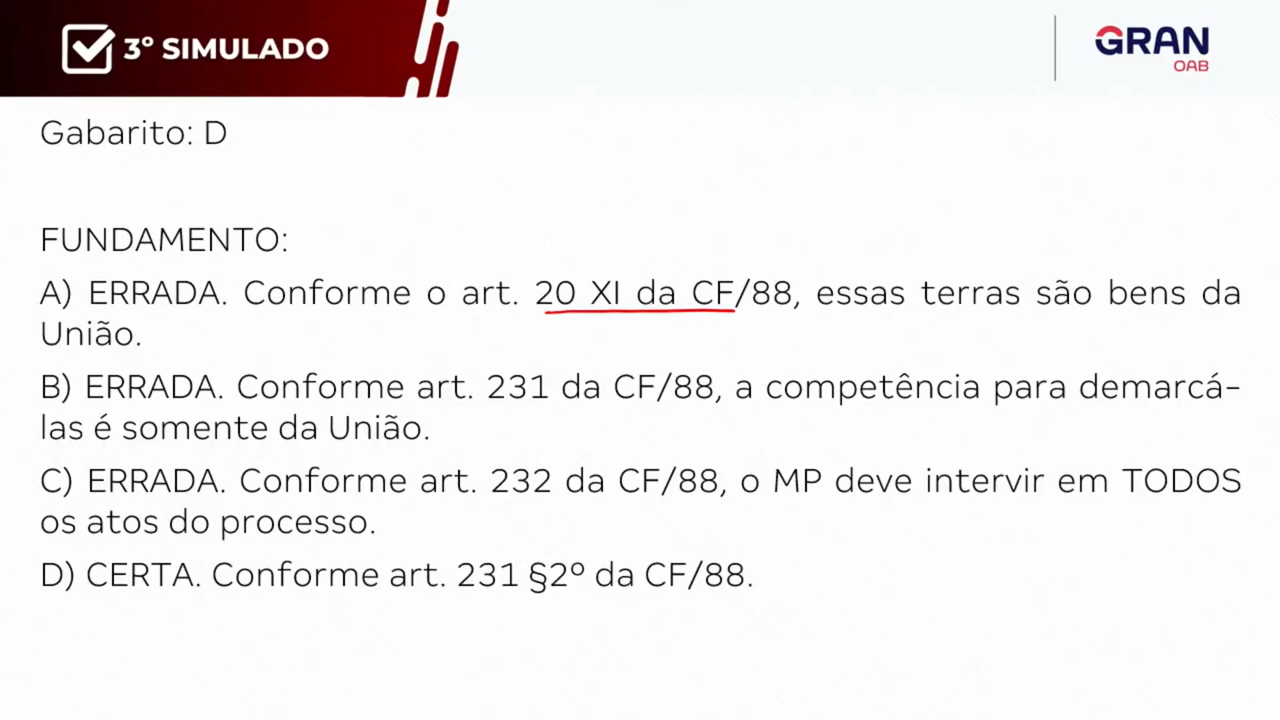 3º SIMULADO
GRAN
OAB
Gabarito: D
FUNDAMENTO:
A) ERRADA. Conforme o art. 20 XI da CF/88, essas terras são bens da
União.
B) ERRADA. Conforme art. 231 da CF/88, a competência para demarcá-
las é somente da União.
C) ERRADA. Conforme art. 232 da CF/88, o MP deve intervir em TODOS
os atos do processo.
D) CERTA. Conforme art. 231 §2º da CF/88.